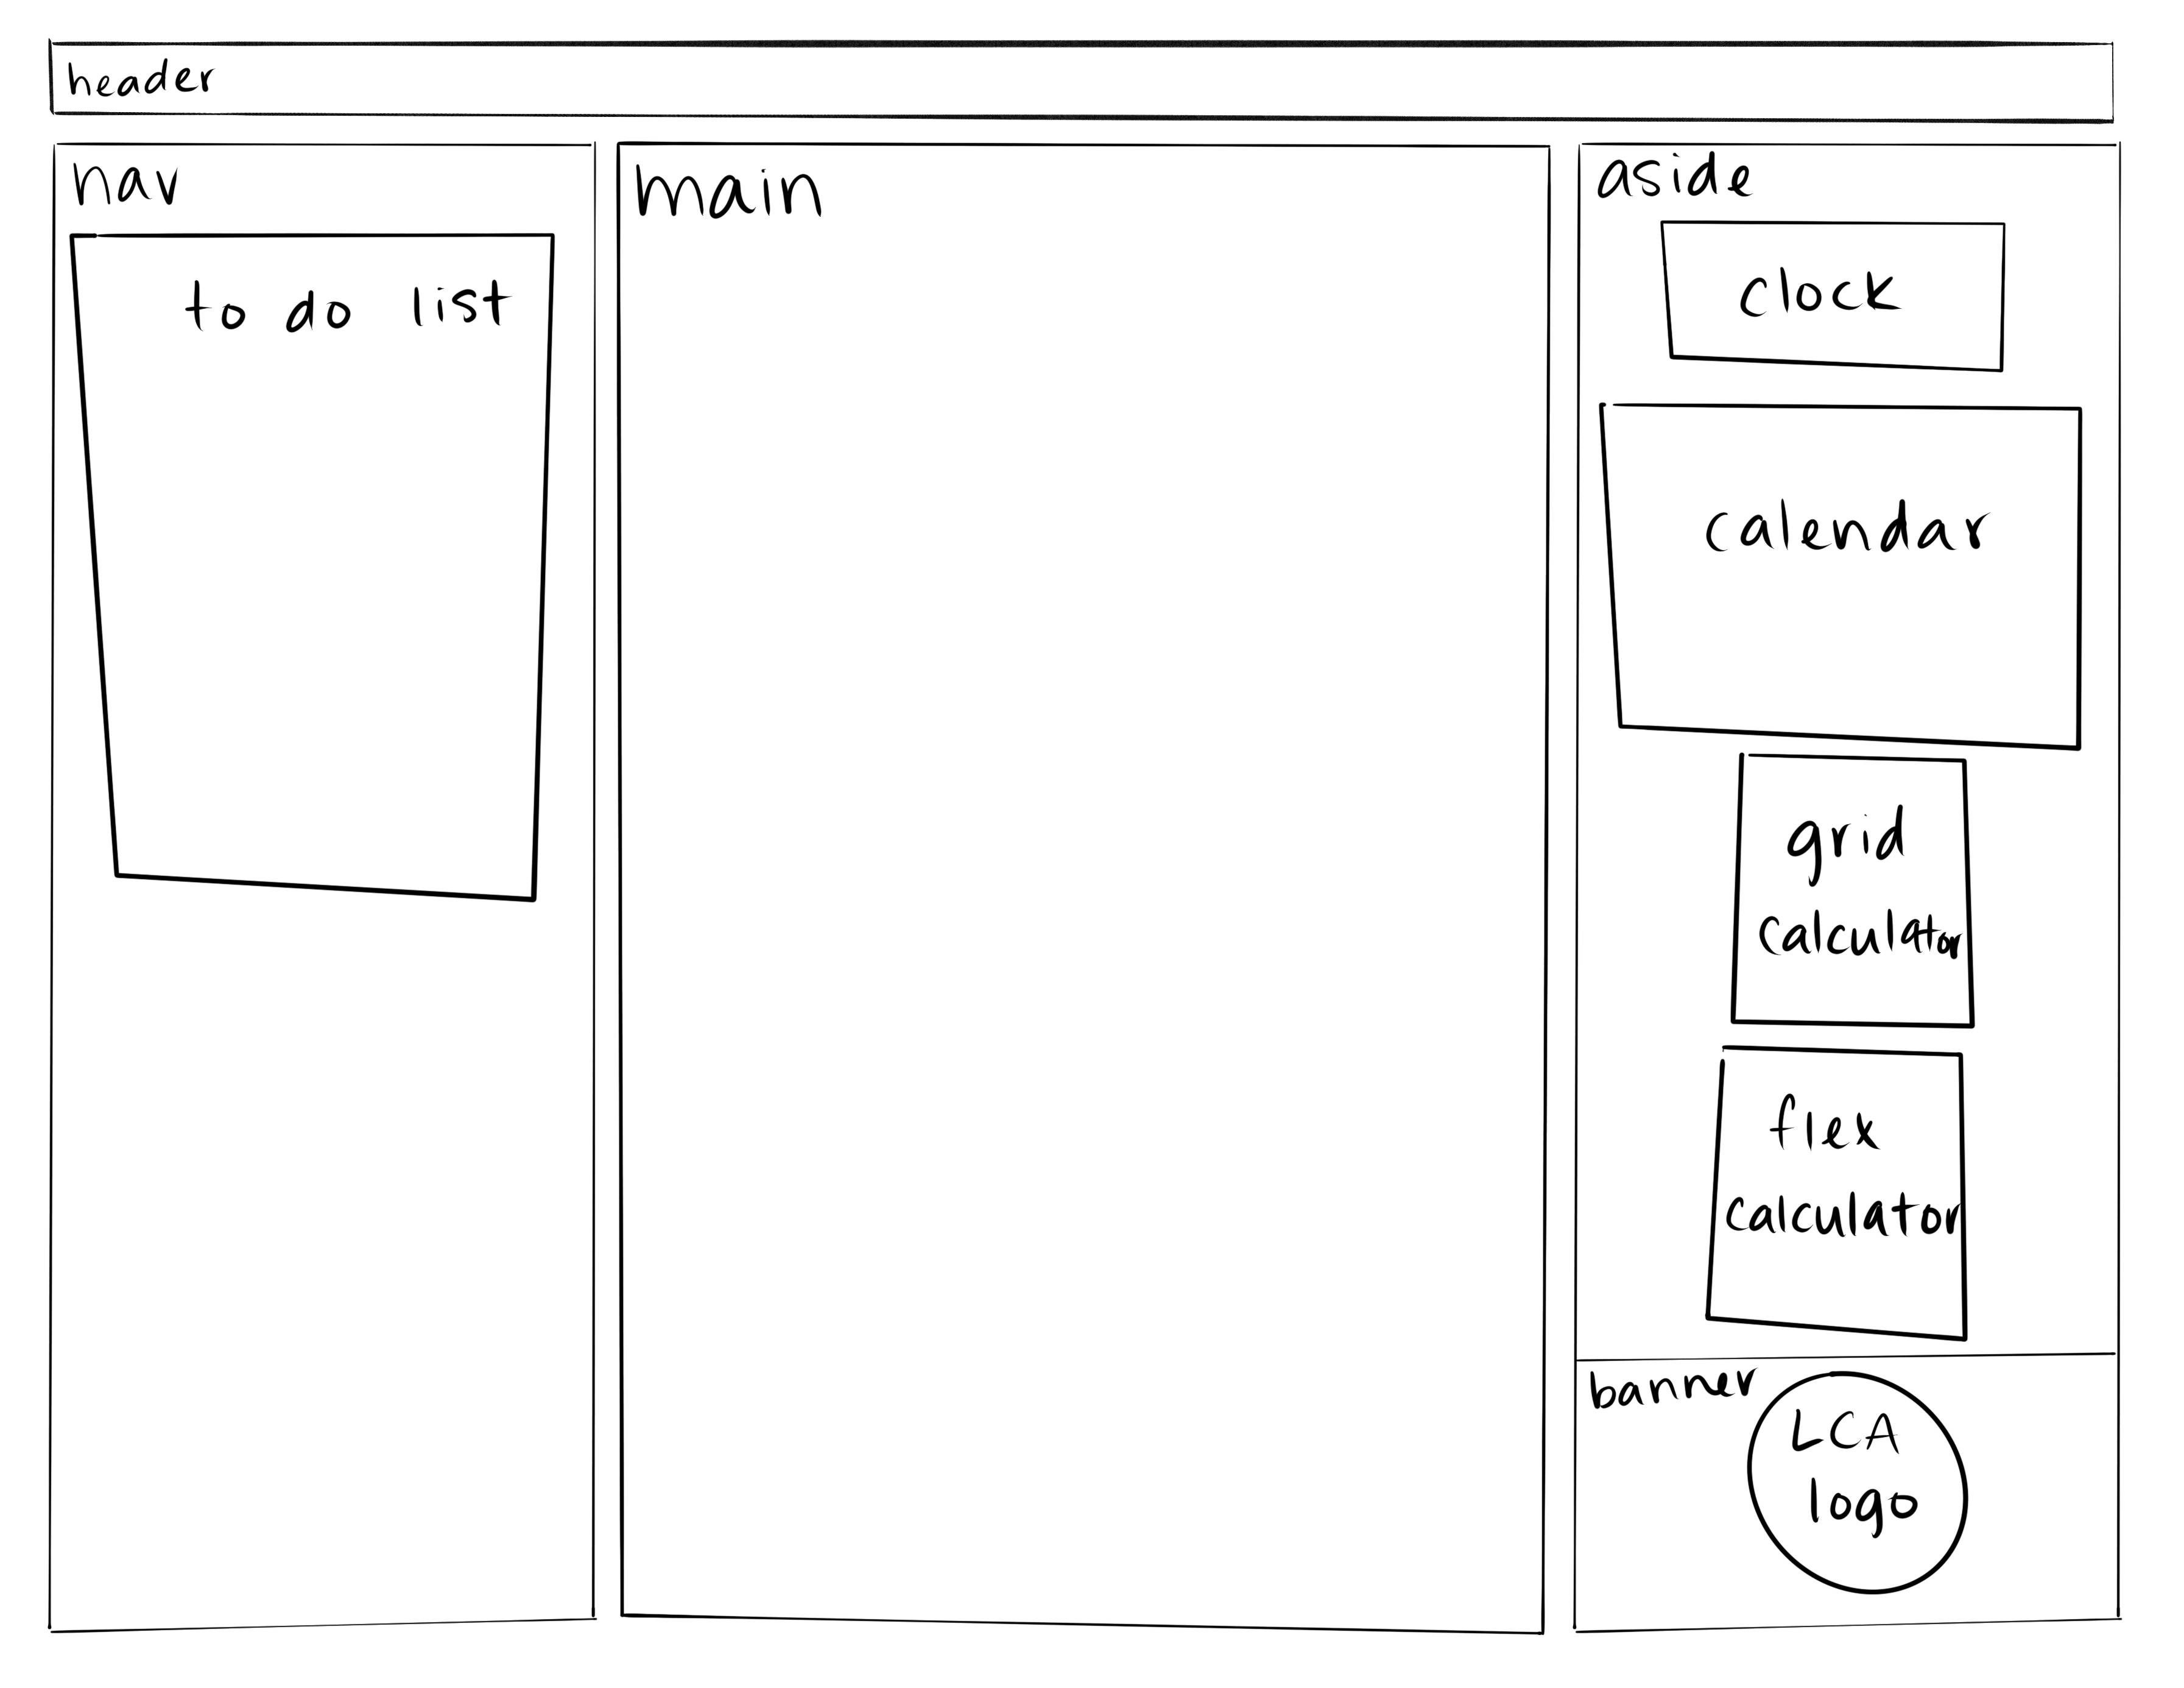 header
nav
to do list
main
aside
clock
calendar
grid
calculator
flex
calculator
banner
LCA
logo